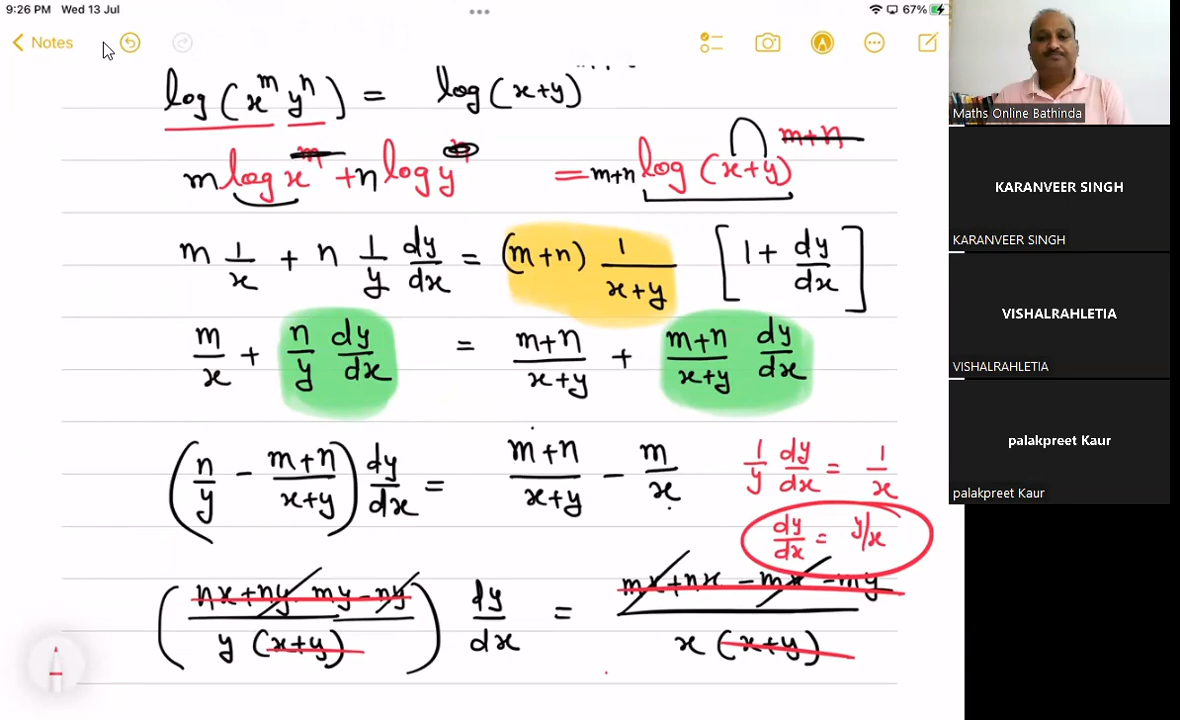 9:26 PM Wed 13 Jul
67%
Notes
log(x^m y^n) = log(x+y)
m log x^m + n log y^n = m+n log(x+y)^m+n
m 1/x + n 1/y dy/dx = (m+n) 1/(x+y) [1 + dy/dx]
m/x + n/y dy/dx = m+n/x+y + m+n/x+y dy/dx
(n/y - m+n/x+y) dy/dx = m+n/x+y - m/x
1/y dy/dx = 1/x
dy/dx = y/x
(nx+ny-my-ny / y(x+y)) dy/dx = mx+nx-mx-my / x(x+y)
Maths Online Bathinda
KARANVEER SINGH
KARANVEER SINGH
VISHALRAHLETIA
VISHALRAHLETIA
palakpreet Kaur
palakpreet Kaur